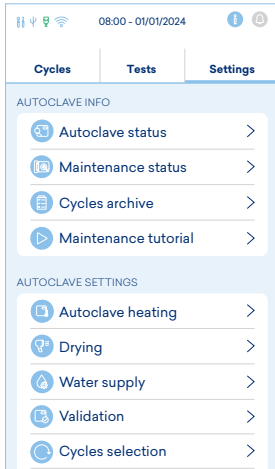 08:00 - 01/01/2024
Cycles Tests Settings
AUTOCLAVE INFO
Autoclave status
Maintenance status
Cycles archive
Maintenance tutorial
AUTOCLAVE SETTINGS
Autoclave heating
Drying
Water supply
Validation
Cycles selection